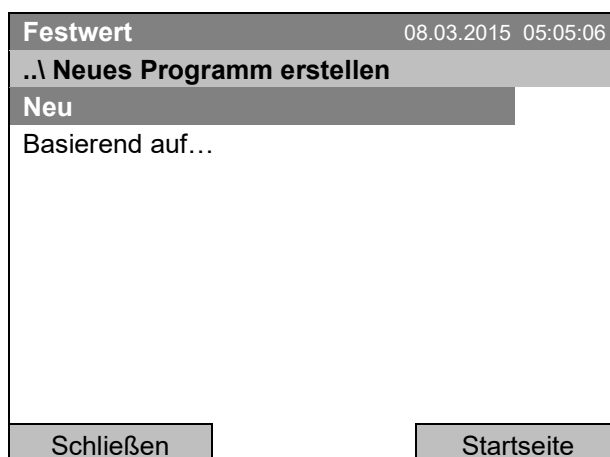 Festwert 08.03.2015 05:05:06
..\ Neues Programm erstellen
Neu
Basierend auf…
Schließen Startseite